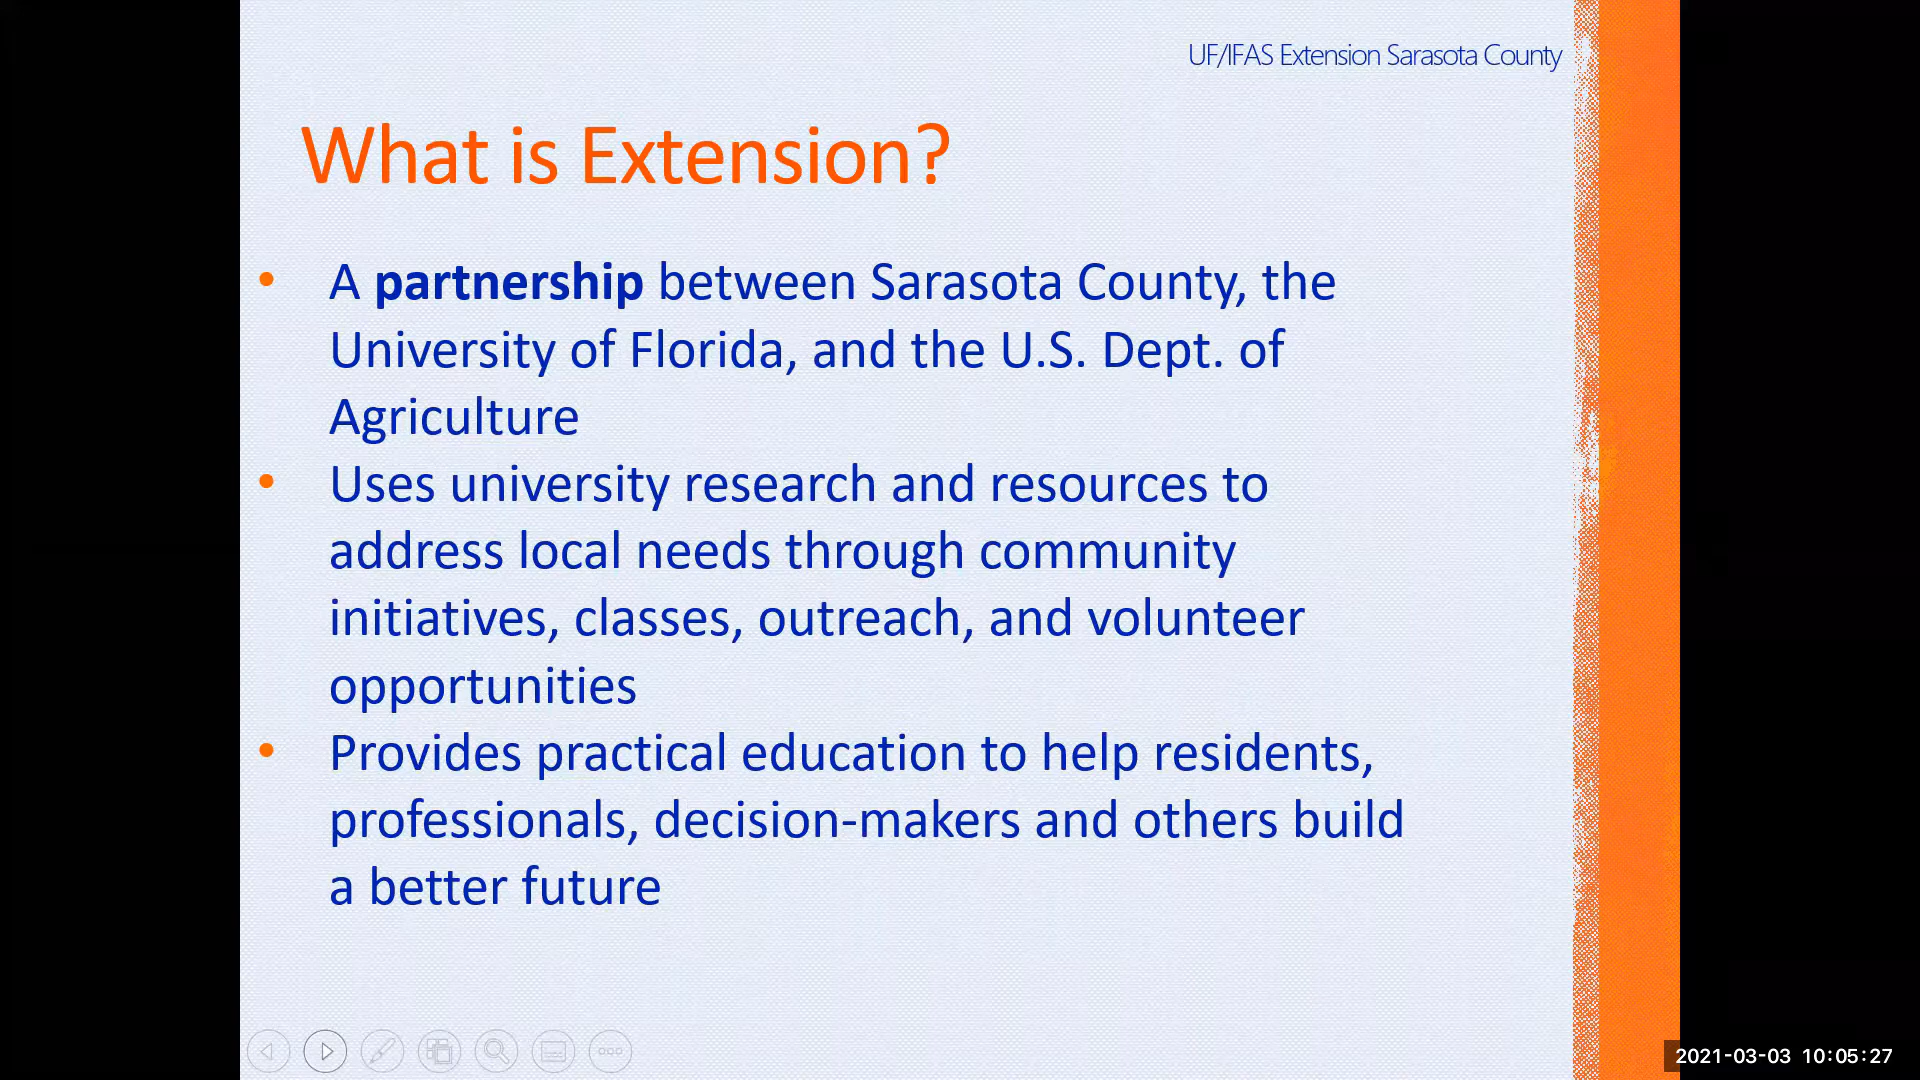 UF/IFAS Extension Sarasota County
What is Extension?
• A partnership between Sarasota County, the
University of Florida, and the U.S. Dept. of
Agriculture
• Uses university research and resources to
address local needs through community
initiatives, classes, outreach, and volunteer
opportunities
• Provides practical education to help residents,
professionals, decision-makers and others build
a better future
2021-03-03 10:05:27